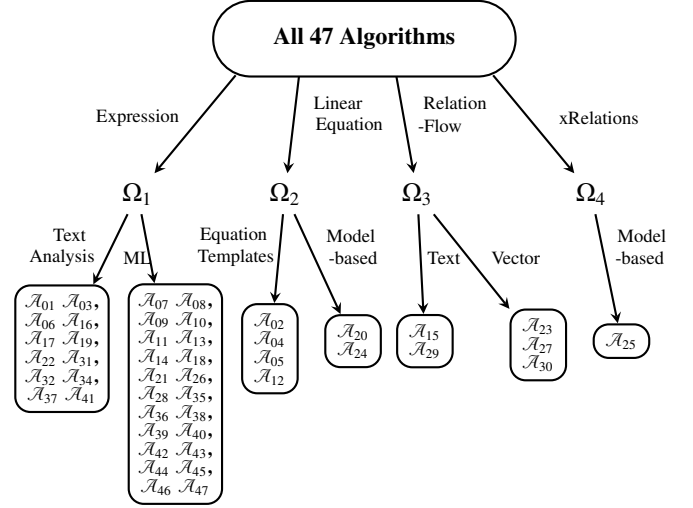 All 47 Algorithms
Expression
Linear
Equation
Relation
-Flow
xRelations
Ω₁
Ω₂
Ω₃
Ω₄
Text
Analysis
ML
Equation
Templates
Model
-based
Text
Vector
Model
-based
𝒜₀₁ 𝒜₀₃,
𝒜₀₆ 𝒜₁₆,
𝒜₁₇ 𝒜₁₉,
𝒜₂₂ 𝒜₃₁,
𝒜₃₂ 𝒜₃₄,
𝒜₃₇ 𝒜₄₁
𝒜₀₇ 𝒜₀₈,
𝒜₀₉ 𝒜₁₀,
𝒜₁₁ 𝒜₁₃,
𝒜₁₄ 𝒜₁₈,
𝒜₂₁ 𝒜₂₆,
𝒜₂₈ 𝒜₃₅,
𝒜₃₆ 𝒜₃₈,
𝒜₃₉ 𝒜₄₀,
𝒜₄₂ 𝒜₄₃,
𝒜₄₄ 𝒜₄₅,
𝒜₄₆ 𝒜₄₇
𝒜₀₂
𝒜₀₄
𝒜₀₅
𝒜₁₂
𝒜₂₀
𝒜₂₄
𝒜₁₅
𝒜₂₉
𝒜₂₃
𝒜₂₇
𝒜₃₀
𝒜₂₅